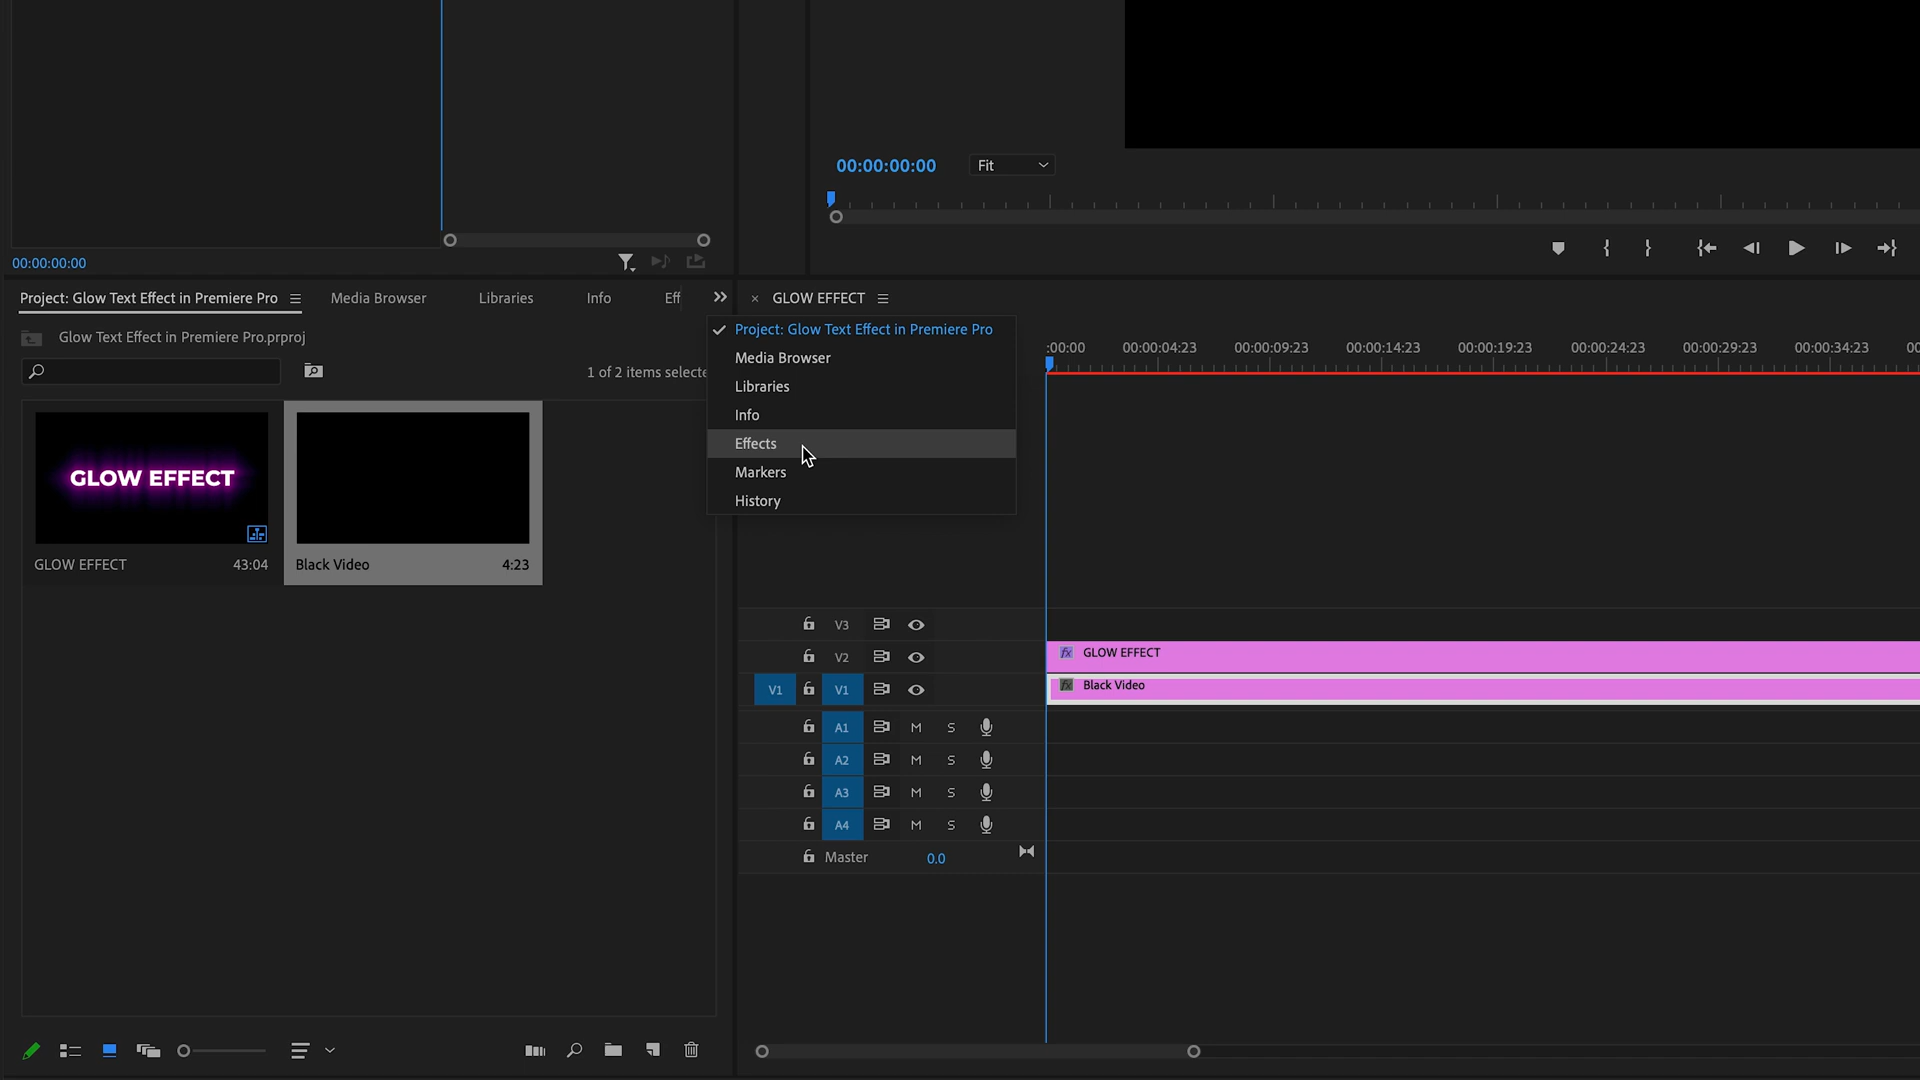 00:00:00:00
Fit
00:00:00:00
Project: Glow Text Effect in Premiere Pro
Media Browser
Libraries
Info
Eff
GLOW EFFECT
Glow Text Effect in Premiere Pro.prproj
1 of 2 items selecte
Project: Glow Text Effect in Premiere Pro
Media Browser
Libraries
Info
Effects
Markers
History
:00:00
00:00:04:23
00:00:09:23
00:00:14:23
00:00:19:23
00:00:24:23
00:00:29:23
00:00:34:23
00
GLOW EFFECT
GLOW EFFECT 43:04
Black Video 4:23
V3
V2
fx GLOW EFFECT
V1 V1
fx Black Video
A1 M S
A2 M S
A3 M S
A4 M S
Master 0.0